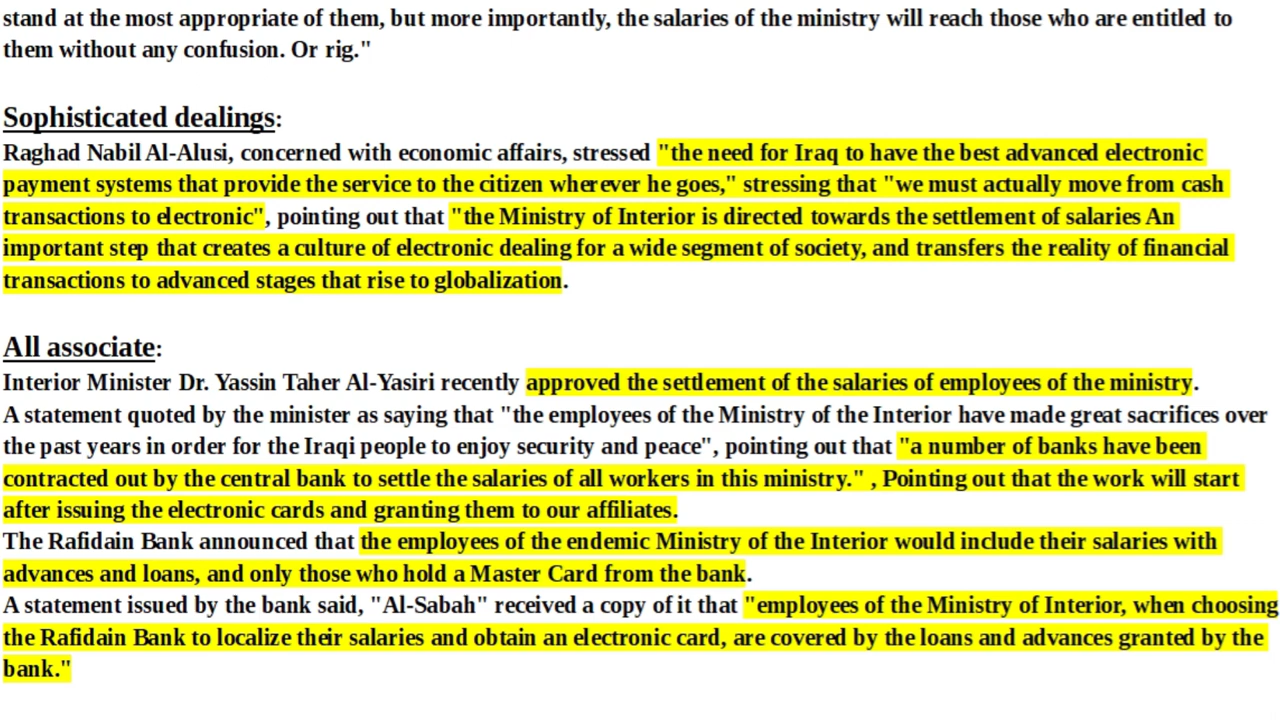 stand at the most appropriate of them, but more importantly, the salaries of the ministry will reach those who are entitled to
them without any confusion. Or rig."
Sophisticated dealings:
Raghad Nabil Al-Alusi, concerned with economic affairs, stressed "the need for Iraq to have the best advanced electronic
payment systems that provide the service to the citizen wherever he goes," stressing that "we must actually move from cash
transactions to electronic", pointing out that "the Ministry of Interior is directed towards the settlement of salaries An
important step that creates a culture of electronic dealing for a wide segment of society, and transfers the reality of financial
transactions to advanced stages that rise to globalization.
All associate:
Interior Minister Dr. Yassin Taher Al-Yasiri recently approved the settlement of the salaries of employees of the ministry.
A statement quoted by the minister as saying that "the employees of the Ministry of the Interior have made great sacrifices over
the past years in order for the Iraqi people to enjoy security and peace", pointing out that "a number of banks have been
contracted out by the central bank to settle the salaries of all workers in this ministry." , Pointing out that the work will start
after issuing the electronic cards and granting them to our affiliates.
The Rafidain Bank announced that the employees of the endemic Ministry of the Interior would include their salaries with
advances and loans, and only those who hold a Master Card from the bank.
A statement issued by the bank said, "Al-Sabah" received a copy of it that "employees of the Ministry of Interior, when choosing
the Rafidain Bank to localize their salaries and obtain an electronic card, are covered by the loans and advances granted by the
bank."